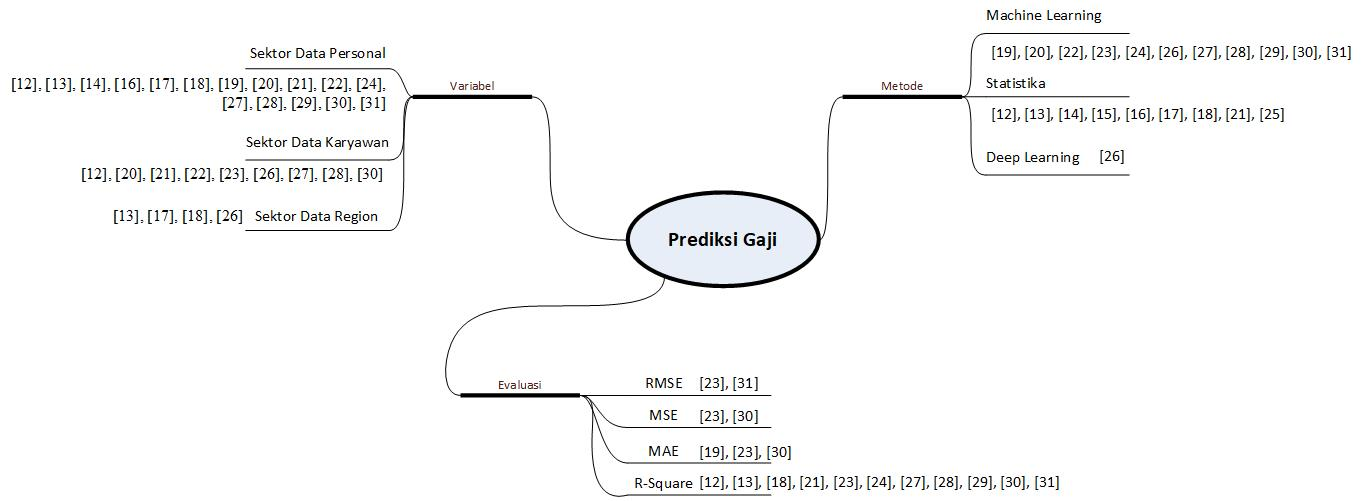 Sektor Data Personal
[12], [13], [14], [16], [17], [18], [19], [20], [21], [22], [24],
[27], [28], [29], [30], [31]
Variabel
Sektor Data Karyawan
[12], [20], [21], [22], [23], [26], [27], [28], [30]
[13], [17], [18], [26] Sektor Data Region
Machine Learning
[19], [20], [22], [23], [24], [26], [27], [28], [29], [30], [31]
Metode
Statistika
[12], [13], [14], [15], [16], [17], [18], [21], [25]
Deep Learning [26]
Prediksi Gaji
Evaluasi
RMSE [23], [31]
MSE [23], [30]
MAE [19], [23], [30]
R-Square [12], [13], [18], [21], [23], [24], [27], [28], [29], [30], [31]